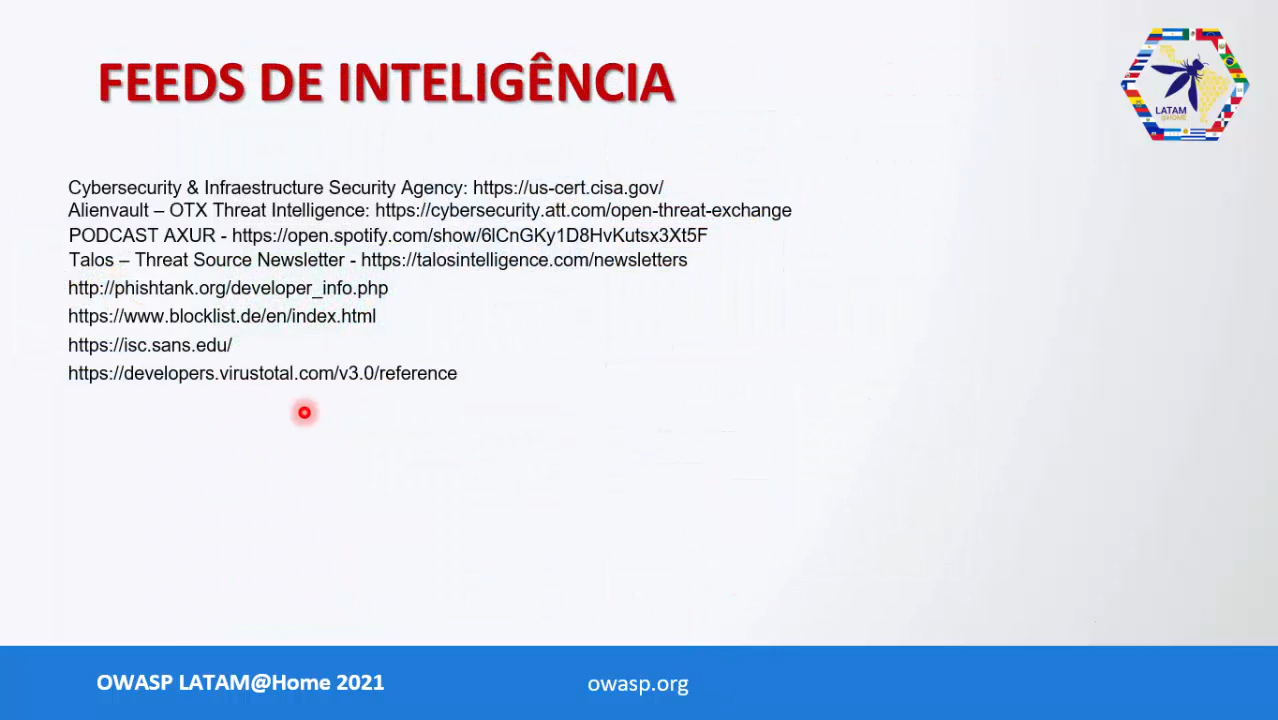 FEEDS DE INTELIGÊNCIA
LATAM
@HOME
Cybersecurity & Infraestructure Security Agency: https://us-cert.cisa.gov/
Alienvault – OTX Threat Intelligence: https://cybersecurity.att.com/open-threat-exchange
PODCAST AXUR - https://open.spotify.com/show/6lCnGKy1D8HvKutsx3Xt5F
Talos – Threat Source Newsletter - https://talosintelligence.com/newsletters
http://phishtank.org/developer_info.php
https://www.blocklist.de/en/index.html
https://isc.sans.edu/
https://developers.virustotal.com/v3.0/reference
OWASP LATAM@Home 2021
owasp.org